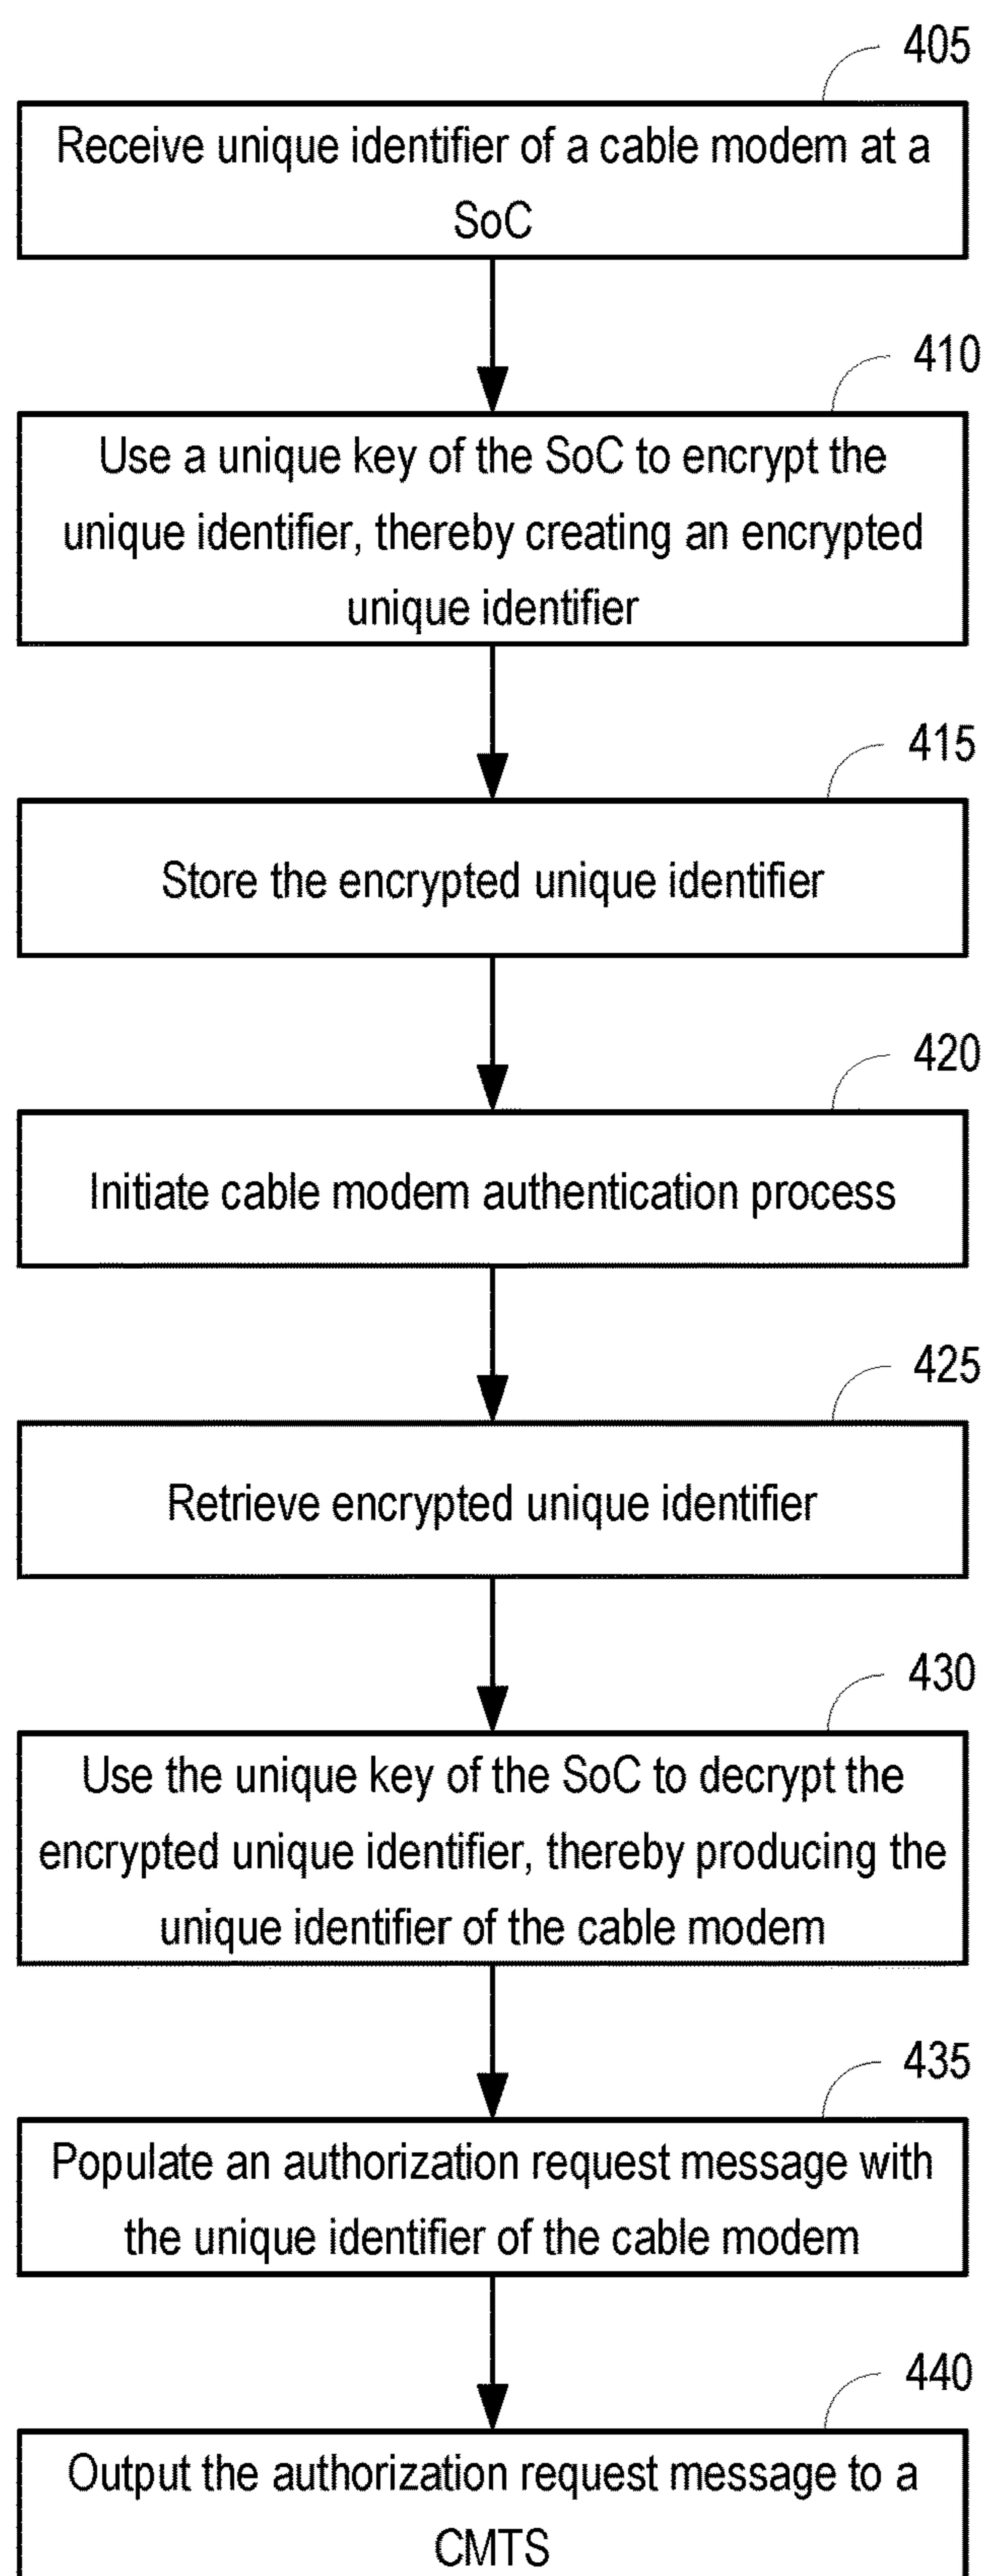 405
Receive unique identifier of a cable modem at a
SoC
410
Use a unique key of the SoC to encrypt the
unique identifier, thereby creating an encrypted
unique identifier
415
Store the encrypted unique identifier
420
Initiate cable modem authentication process
425
Retrieve encrypted unique identifier
430
Use the unique key of the SoC to decrypt the
encrypted unique identifier, thereby producing the
unique identifier of the cable modem
435
Populate an authorization request message with
the unique identifier of the cable modem
440
Output the authorization request message to a
CMTS